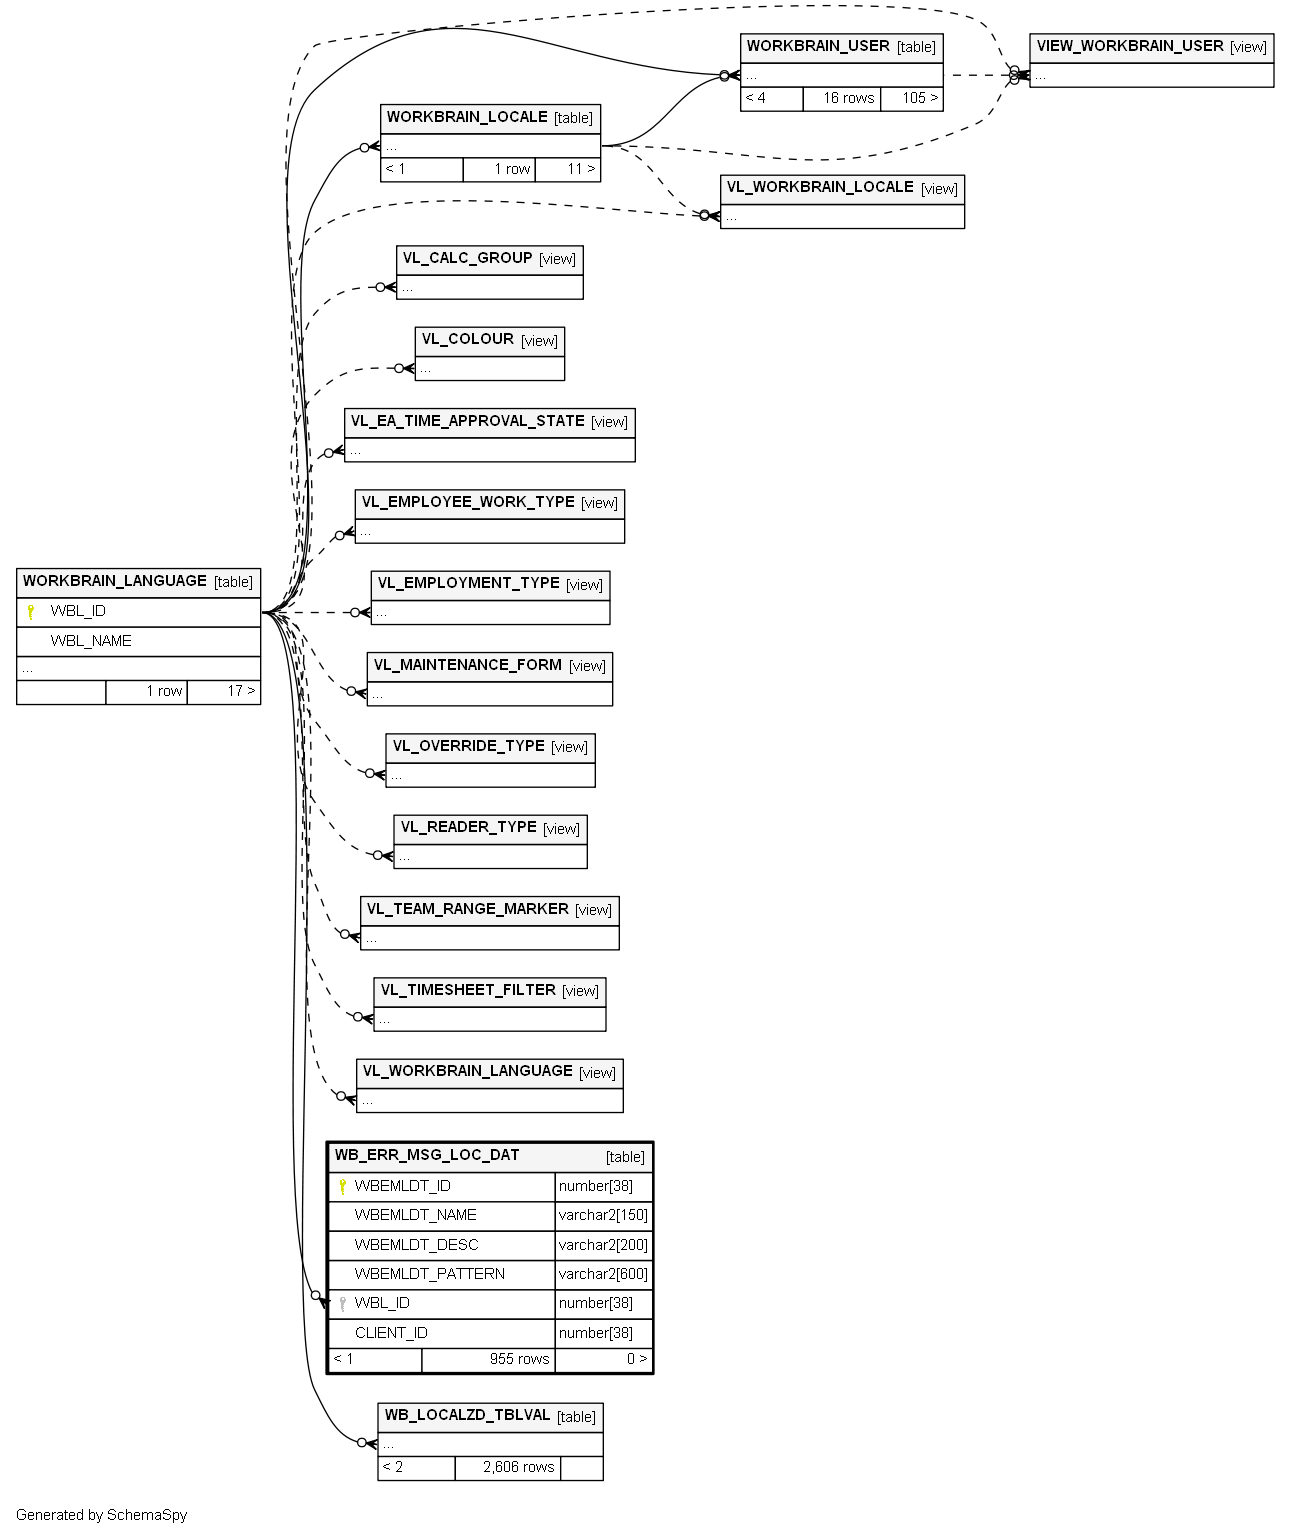 WORKBRAIN_USER [table]
...
< 4 16 rows 105 >
VIEW_WORKBRAIN_USER [view]
...
WORKBRAIN_LOCALE [table]
...
< 1 1 row 11 >
VL_WORKBRAIN_LOCALE [view]
...
VL_CALC_GROUP [view]
...
VL_COLOUR [view]
...
VL_EA_TIME_APPROVAL_STATE [view]
...
VL_EMPLOYEE_WORK_TYPE [view]
...
WORKBRAIN_LANGUAGE [table]
WBL_ID
WBL_NAME
...
1 row 17 >
VL_EMPLOYMENT_TYPE [view]
...
VL_MAINTENANCE_FORM [view]
...
VL_OVERRIDE_TYPE [view]
...
VL_READER_TYPE [view]
...
VL_TEAM_RANGE_MARKER [view]
...
VL_TIMESHEET_FILTER [view]
...
VL_WORKBRAIN_LANGUAGE [view]
...
WB_ERR_MSG_LOC_DAT [table]
WBEMLDT_ID number[38]
WBEMLDT_NAME varchar2[150]
WBEMLDT_DESC varchar2[200]
WBEMLDT_PATTERN varchar2[600]
WBL_ID number[38]
CLIENT_ID number[38]
< 1 955 rows 0 >
WB_LOCALZD_TBLVAL [table]
...
< 2 2,606 rows
Generated by SchemaSpy